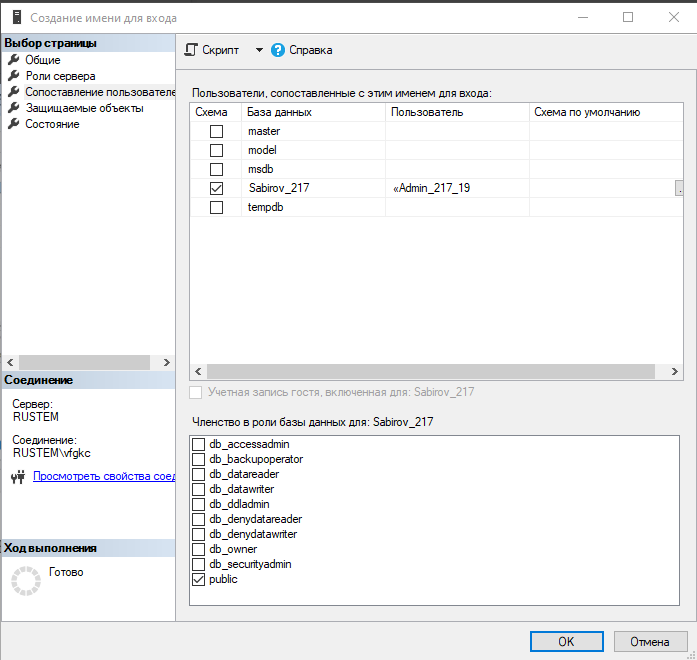 Создание имени для входа
Выбор страницы
Общие
Роли сервера
Сопоставление пользователе
Защищаемые объекты
Состояние
Скрипт
Справка
Пользователи, сопоставленные с этим именем для входа:
Схема База данных Пользователь Схема по умолчанию
master
model
msdb
Sabirov_217 «Admin_217_19
tempdb
Учетная запись гостя, включенная для: Sabirov_217
Соединение
Сервер:
RUSTEM
Соединение:
RUSTEM\vfgkc
Просмотреть свойства соед
Членство в роли базы данных для: Sabirov_217
db_accessadmin
db_backupoperator
db_datareader
db_datawriter
db_ddladmin
db_denydatareader
db_denydatawriter
db_owner
db_securityadmin
public
Ход выполнения
Готово
OK Отмена